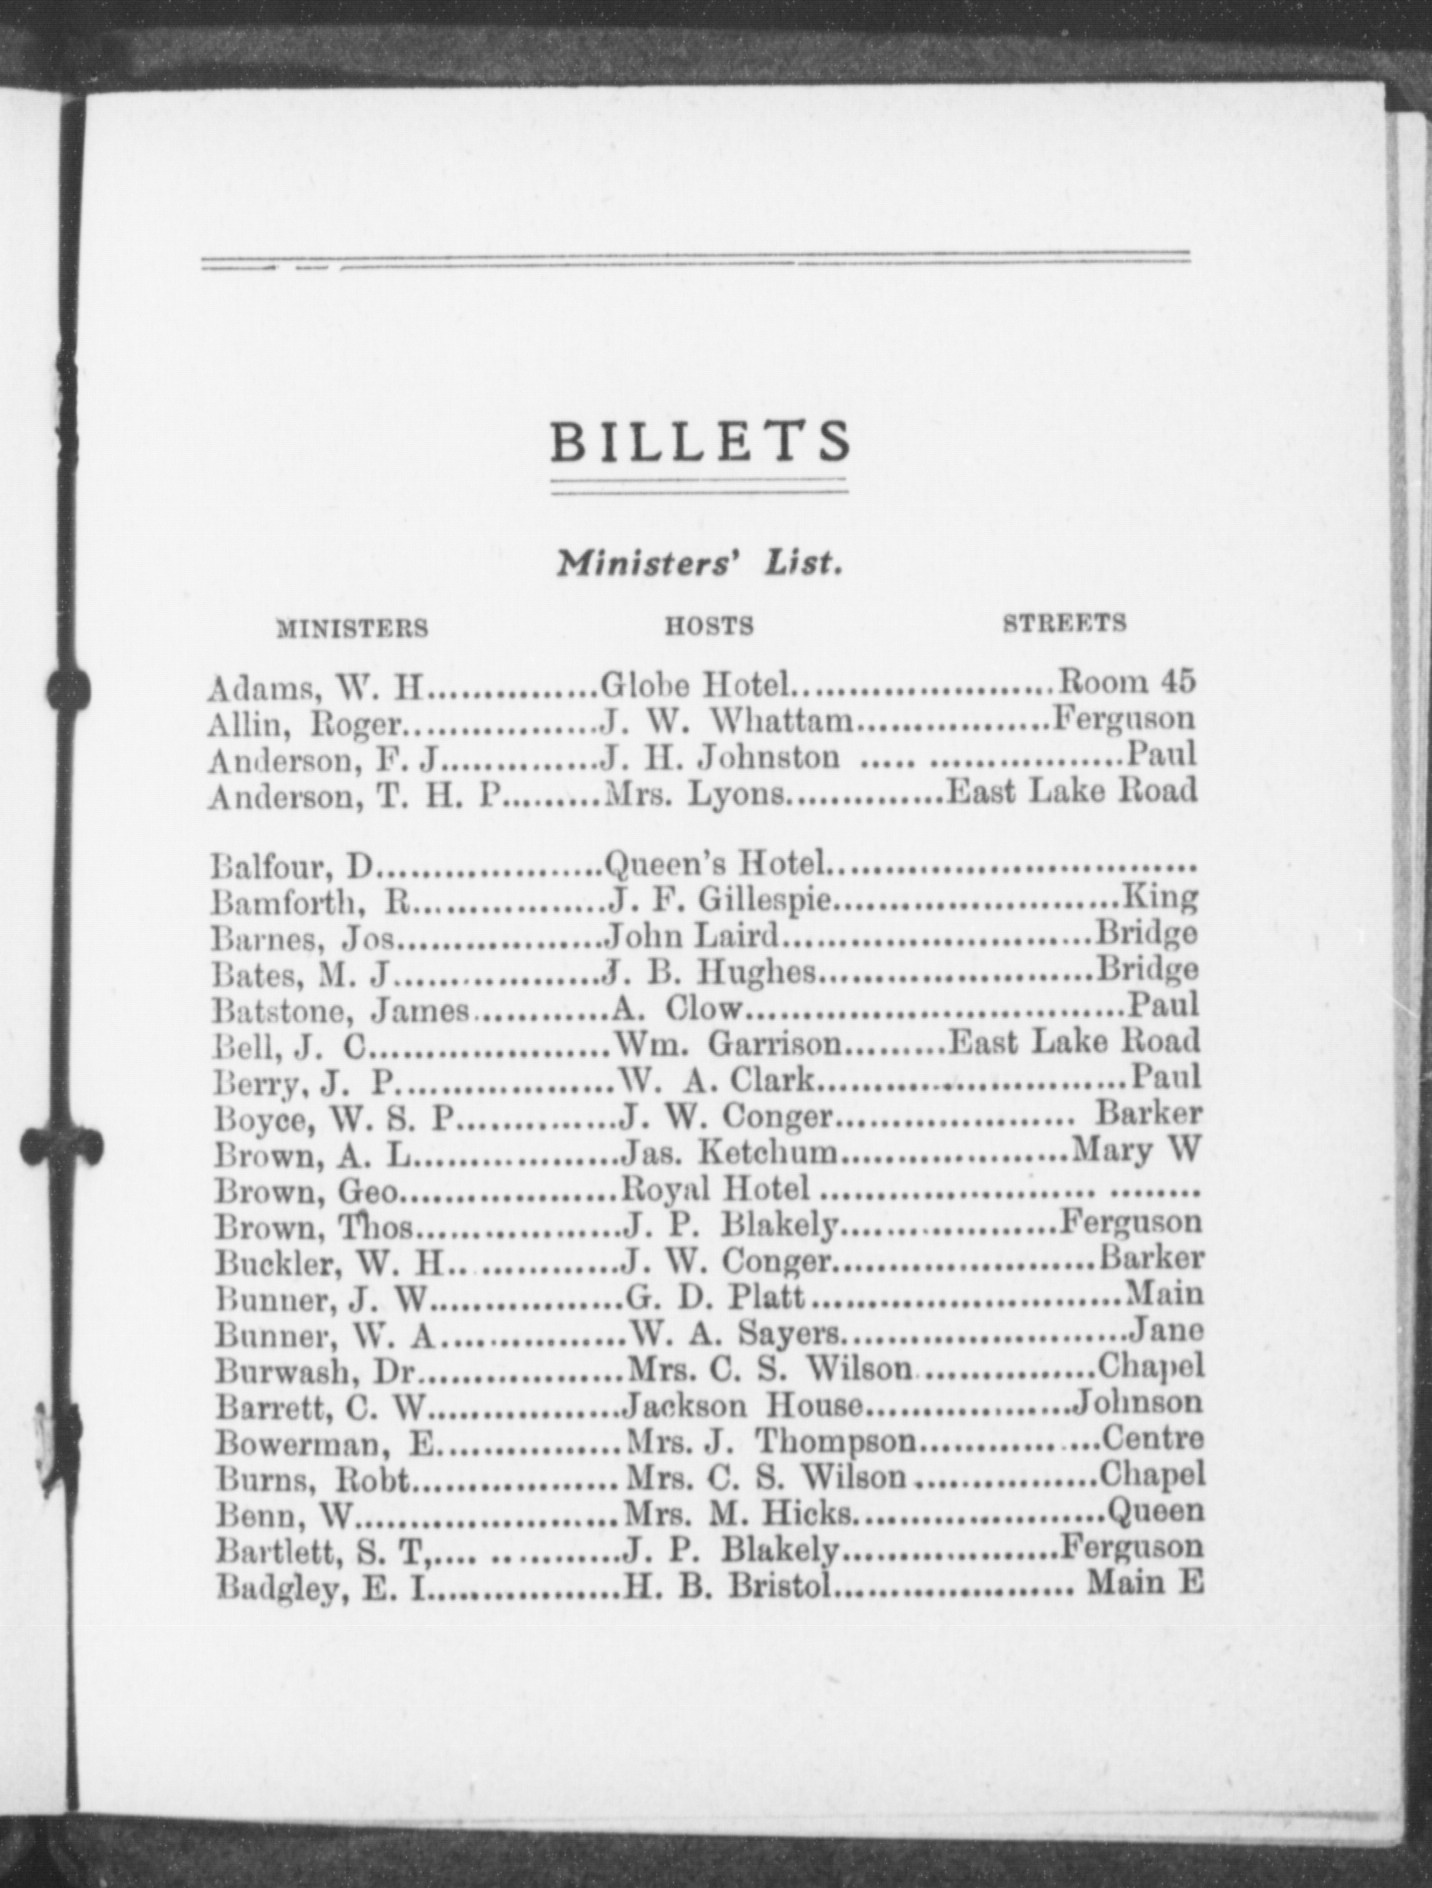 BILLETS
Ministers' List.
MINISTERS HOSTS STREETS
Adams, W. H...............Globe Hotel.......................Room 45
Allin, Roger.................J. W. Whattam.................Ferguson
Anderson, F. J..............J. H. Johnston ..... .................Paul
Anderson, T. H. P.........Mrs. Lyons..............East Lake Road
Balfour, D....................Queen's Hotel................................
Bamforth, R.................J. F. Gillespie.........................King
Barnes, Jos..................John Laird...........................Bridge
Bates, M. J..................J. B. Hughes........................Bridge
Batstone, James............A. Clow.................................Paul
Bell, J. C.....................Wm. Garrison.........East Lake Road
Berry, J. P...................W. A. Clark...........................Paul
Boyce, W. S. P..............J. W. Conger..................... Barker
Brown, A. L..................Jas. Ketchum....................Mary W
Brown, Geo...................Royal Hotel ........................ ........
Brown, Thos..................J. P. Blakely...................Ferguson
Buckler, W. H.. .............J. W. Conger.......................Barker
Bunner, J. W.................G. D. Platt...........................Main
Bunner, W. A................W. A. Sayers.........................Jane
Burwash, Dr..................Mrs. C. S. Wilson................Chapel
Barrett, C. W.................Jackson House..................Johnson
Bowerman, E................Mrs. J. Thompson................Centre
Burns, Robt..................Mrs. C. S. Wilson................Chapel
Benn, W.......................Mrs. M. Hicks......................Queen
Bartlett, S. T,.... ............J. P. Blakely...................Ferguson
Badgley, E. I.................H. B. Bristol..................... Main E